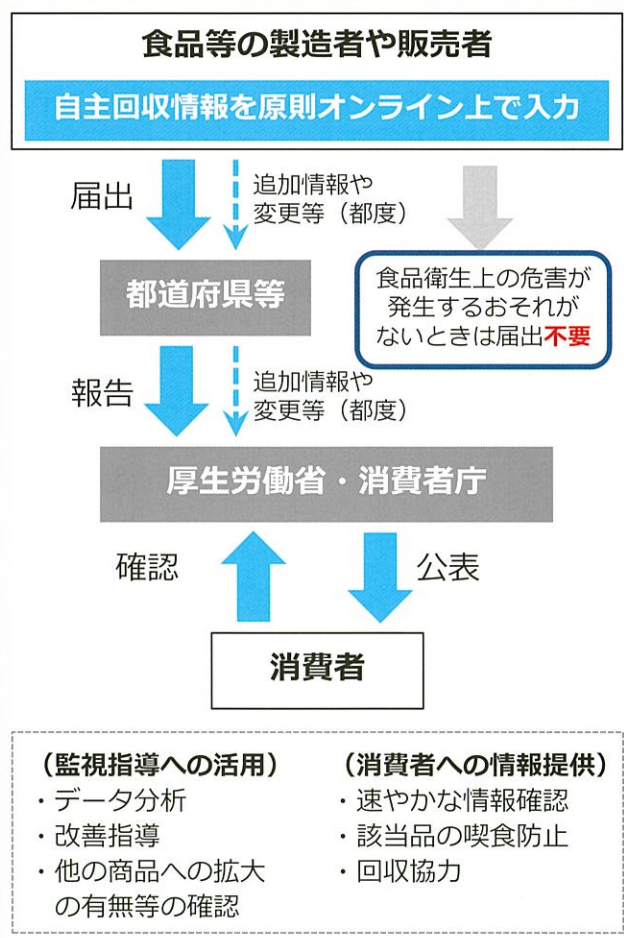 食品等の製造者や販売者
自主回収情報を原則オンライン上で入力
届出
追加情報や
変更等（都度）
食品衛生上の危害が
発生するおそれが
ないときは届出不要
都道府県等
報告
追加情報や
変更等（都度）
厚生労働省・消費者庁
確認
公表
消費者
（監視指導への活用）
・データ分析
・改善指導
・他の商品への拡大
の有無等の確認
（消費者への情報提供）
・速やかな情報確認
・該当品の喫食防止
・回収協力